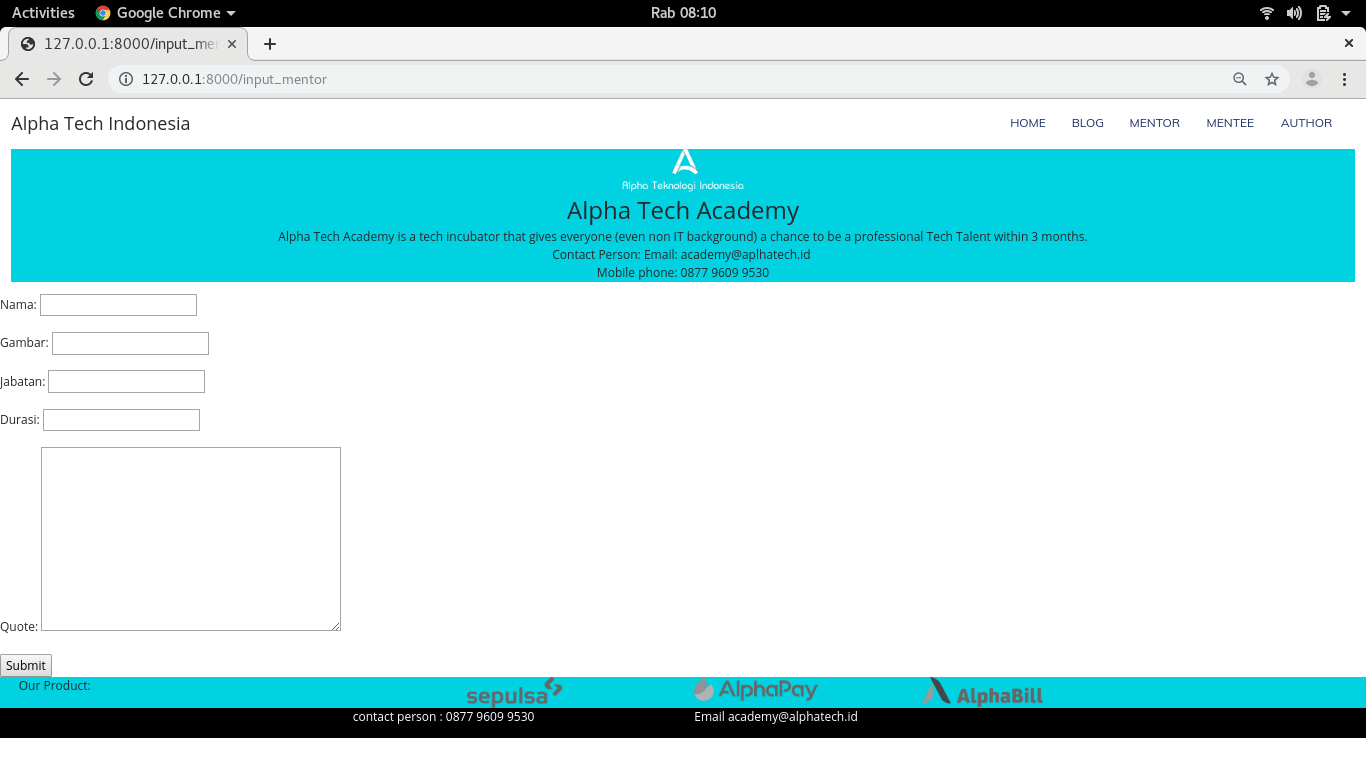 Activities Google Chrome Rab 08:10
127.0.0.1:8000/input_me
127.0.0.1:8000/input_mentor
Alpha Tech Indonesia HOME BLOG MENTOR MENTEE AUTHOR
Alpha Teknologi Indonesia
Alpha Tech Academy
Alpha Tech Academy is a tech incubator that gives everyone (even non IT background) a chance to be a professional Tech Talent within 3 months.
Contact Person: Email: academy@aplhatech.id
Mobile phone: 0877 9609 9530
Nama:
Gambar:
Jabatan:
Durasi:
Quote:
Submit
Our Product: sepulsa AlphaPay AlphaBill
contact person : 0877 9609 9530 Email academy@alphatech.id